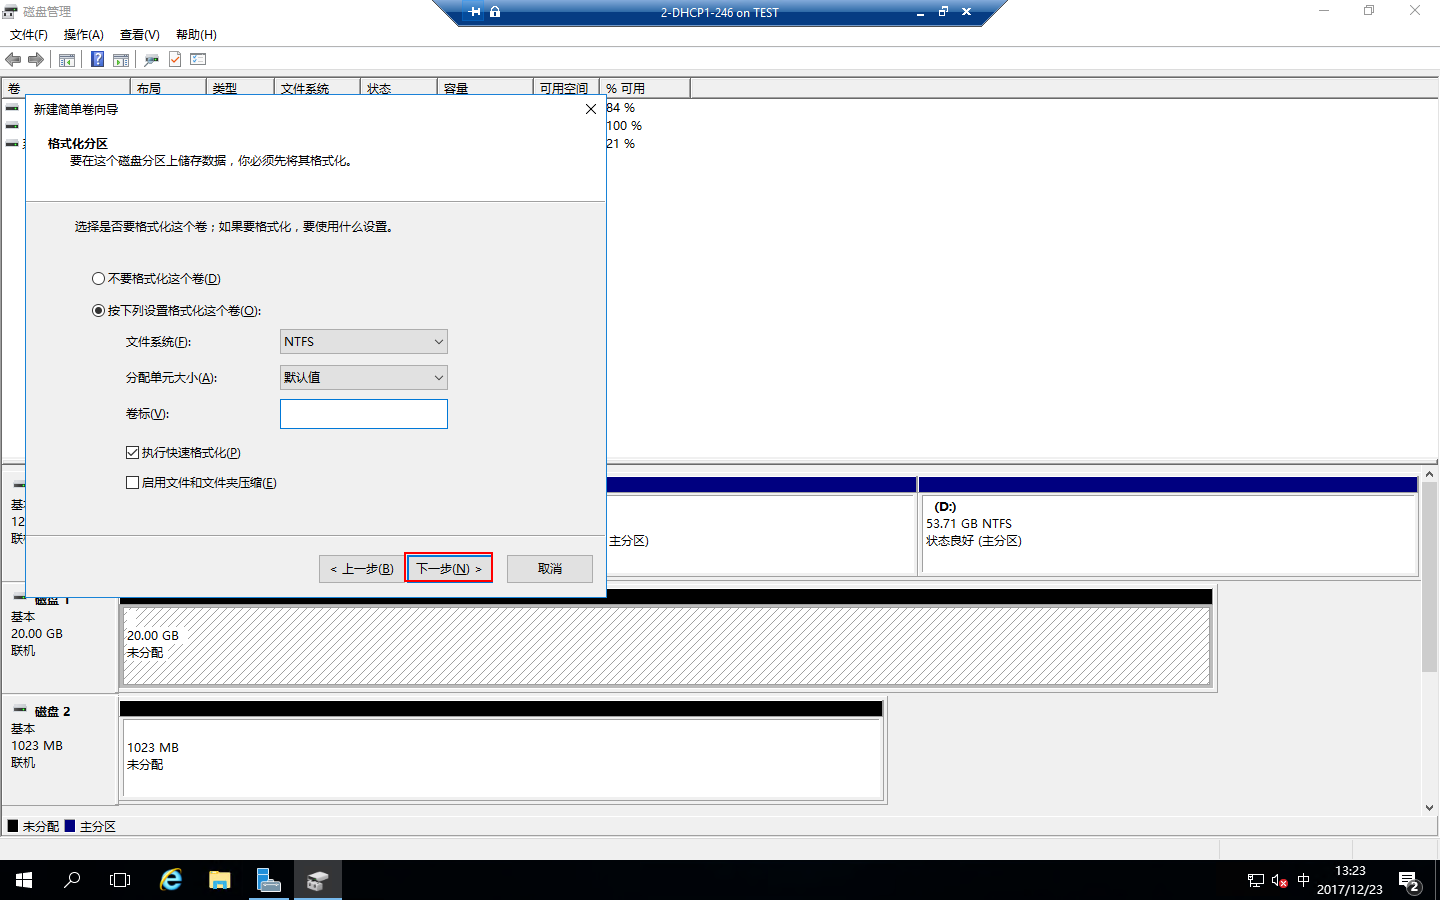 磁盘管理
2-DHCP1-246 on TEST
文件(F) 操作(A) 查看(V) 帮助(H)
卷 布局 类型 文件系统 状态 容量 可用空间 % 可用
84 %
100 %
21 %
新建简单卷向导
格式化分区
要在这个磁盘分区上储存数据，你必须先将其格式化。
选择是否要格式化这个卷；如果要格式化，要使用什么设置。
不要格式化这个卷(D)
按下列设置格式化这个卷(O):
文件系统(F): NTFS
分配单元大小(A): 默认值
卷标(V):
执行快速格式化(P)
启用文件和文件夹压缩(E)
< 上一步(B) 下一步(N) > 取消
基
12
联
主分区)
(D:)
53.71 GB NTFS
状态良好 (主分区)
磁盘 1
基本
20.00 GB
联机
20.00 GB
未分配
磁盘 2
基本
1023 MB
联机
1023 MB
未分配
未分配 主分区
中
13:23
2017/12/23
2